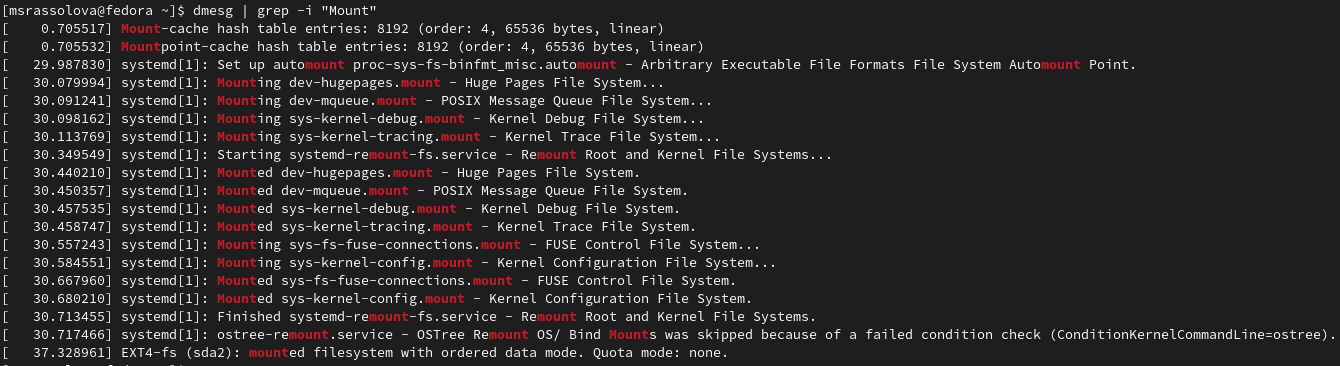 [msrassolova@fedora ~]$ dmesg | grep -i "Mount"
[    0.705517] Mount-cache hash table entries: 8192 (order: 4, 65536 bytes, linear)
[    0.705532] Mountpoint-cache hash table entries: 8192 (order: 4, 65536 bytes, linear)
[   29.987830] systemd[1]: Set up automount proc-sys-fs-binfmt_misc.automount - Arbitrary Executable File Formats File System Automount Point.
[   30.079994] systemd[1]: Mounting dev-hugepages.mount - Huge Pages File System...
[   30.091241] systemd[1]: Mounting dev-mqueue.mount - POSIX Message Queue File System...
[   30.098162] systemd[1]: Mounting sys-kernel-debug.mount - Kernel Debug File System...
[   30.113769] systemd[1]: Mounting sys-kernel-tracing.mount - Kernel Trace File System...
[   30.349549] systemd[1]: Starting systemd-remount-fs.service - Remount Root and Kernel File Systems...
[   30.440210] systemd[1]: Mounted dev-hugepages.mount - Huge Pages File System.
[   30.450357] systemd[1]: Mounted dev-mqueue.mount - POSIX Message Queue File System.
[   30.457535] systemd[1]: Mounted sys-kernel-debug.mount - Kernel Debug File System.
[   30.458747] systemd[1]: Mounted sys-kernel-tracing.mount - Kernel Trace File System.
[   30.557243] systemd[1]: Mounting sys-fs-fuse-connections.mount - FUSE Control File System...
[   30.584551] systemd[1]: Mounting sys-kernel-config.mount - Kernel Configuration File System...
[   30.667960] systemd[1]: Mounted sys-fs-fuse-connections.mount - FUSE Control File System.
[   30.680210] systemd[1]: Mounted sys-kernel-config.mount - Kernel Configuration File System.
[   30.713455] systemd[1]: Finished systemd-remount-fs.service - Remount Root and Kernel File Systems.
[   30.717466] systemd[1]: ostree-remount.service - OSTree Remount OS/ Bind Mounts was skipped because of a failed condition check (ConditionKernelCommandLine=ostree).
[   37.328961] EXT4-fs (sda2): mounted filesystem with ordered data mode. Quota mode: none.